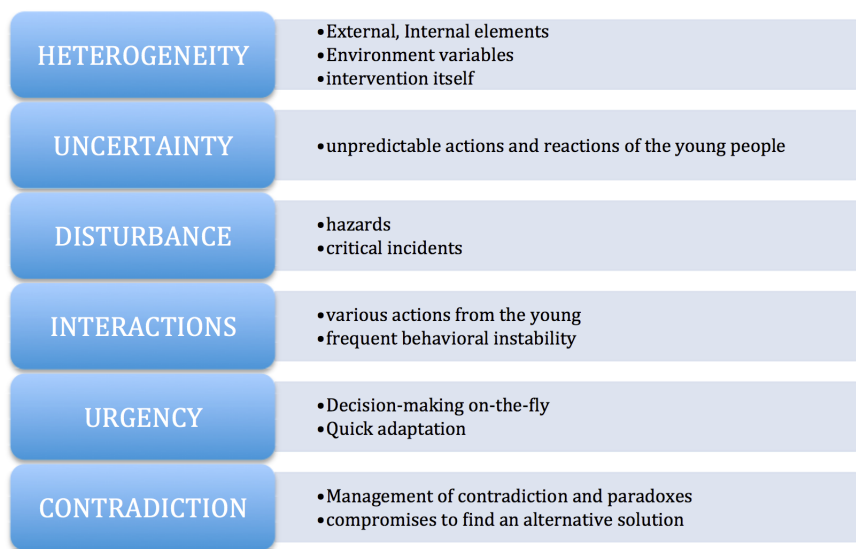 HETEROGENEITY
•External, Internal elements
•Environment variables
•intervention itself
UNCERTAINTY
•unpredictable actions and reactions of the young people
DISTURBANCE
•hazards
•critical incidents
INTERACTIONS
•various actions from the young
•frequent behavioral instability
URGENCY
•Decision-making on-the-fly
•Quick adaptation
CONTRADICTION
•Management of contradiction and paradoxes
•compromises to find an alternative solution